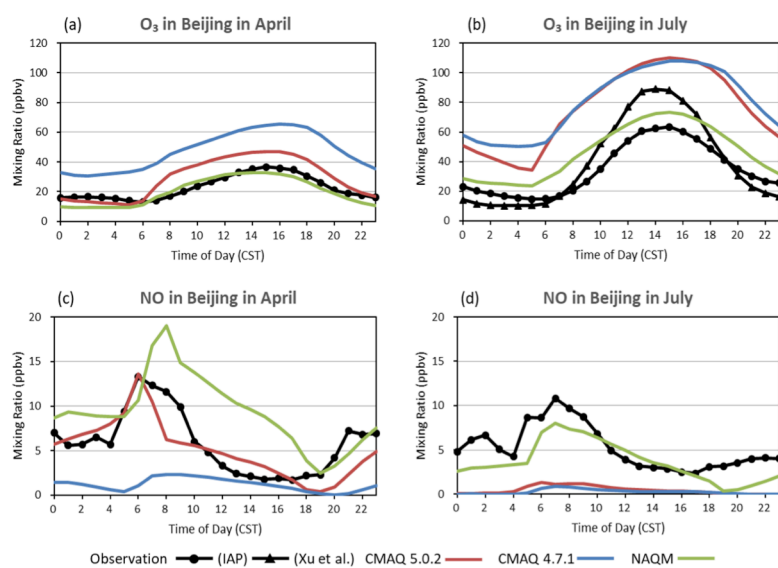 (a) O₃ in Beijing in April
Mixing Ratio (ppbv)
120
100
80
60
40
20
0
0 2 4 6 8 10 12 14 16 18 20 22
Time of Day (CST)
(b) O₃ in Beijing in July
Mixing Ratio (ppbv)
120
100
80
60
40
20
0
0 2 4 6 8 10 12 14 16 18 20 22
Time of Day (CST)
(c) NO in Beijing in April
Mixing Ratio (ppbv)
20
15
10
5
0
0 2 4 6 8 10 12 14 16 18 20 22
Time of Day (CST)
(d) NO in Beijing in July
Mixing Ratio (ppbv)
20
15
10
5
0
0 2 4 6 8 10 12 14 16 18 20 22
Time of Day (CST)
Observation (IAP) (Xu et al.) CMAQ 5.0.2 CMAQ 4.7.1 NAQM